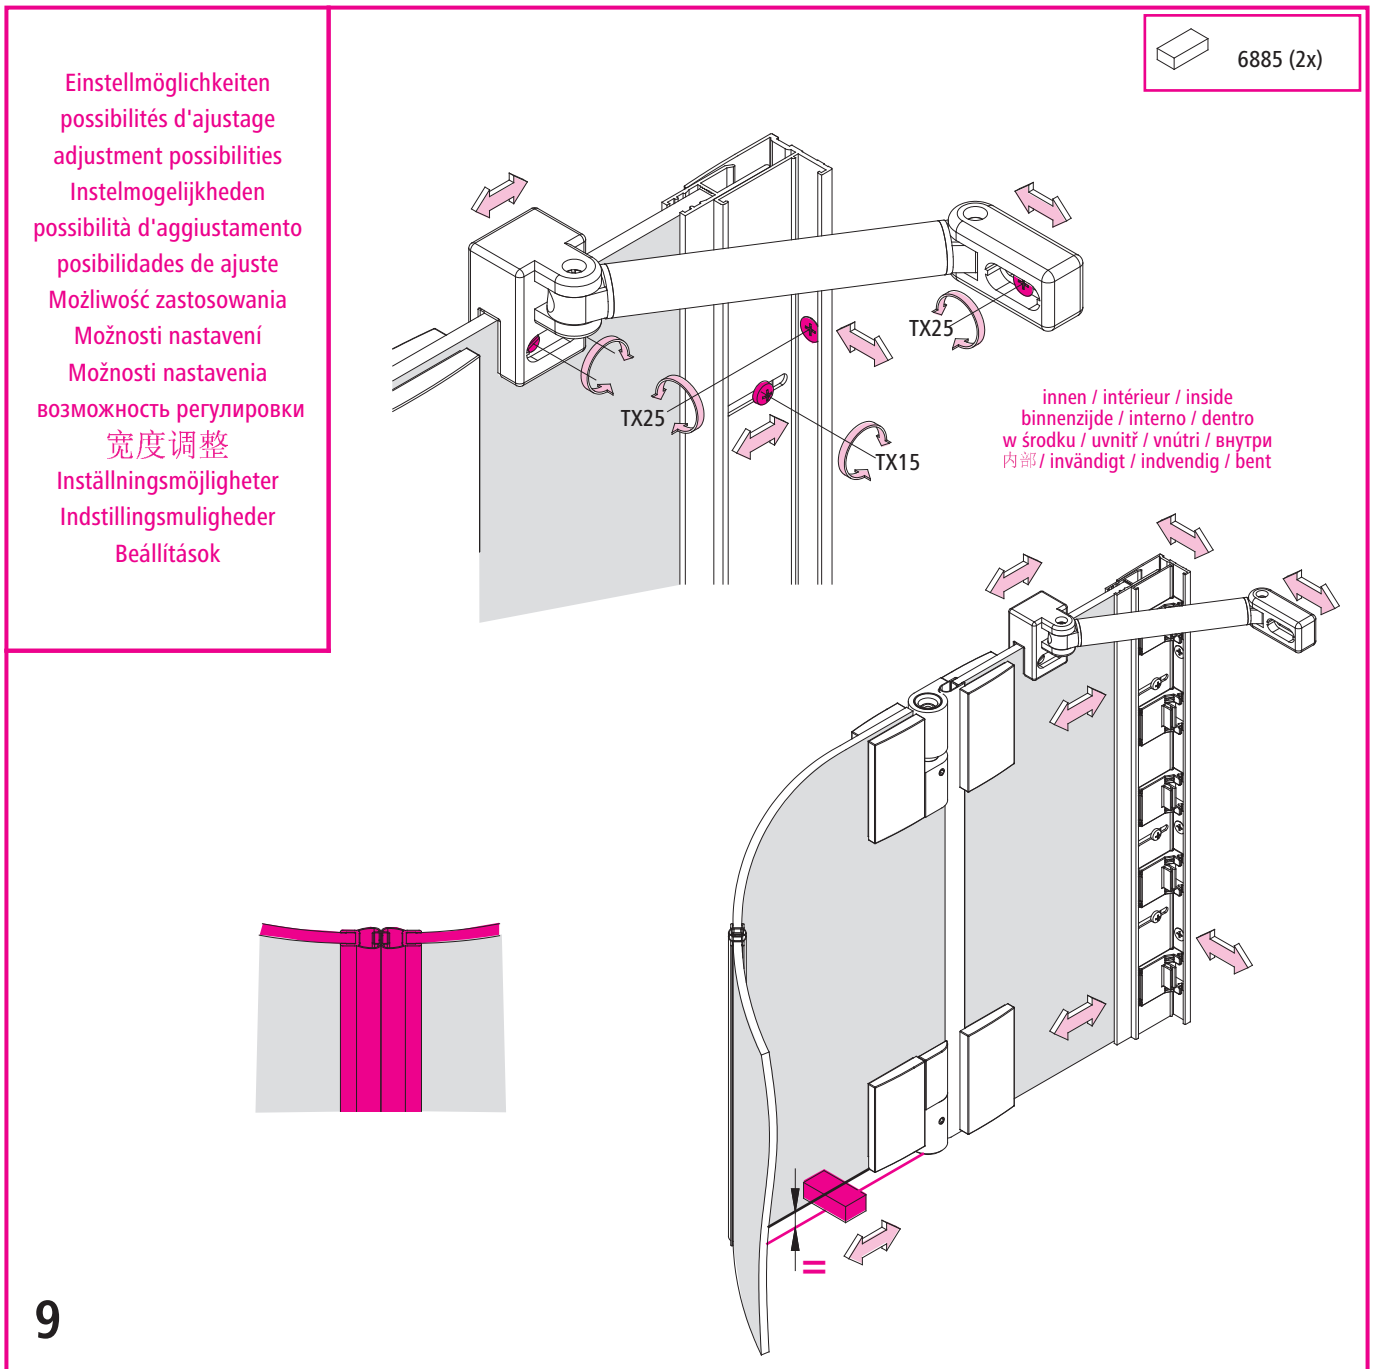 Einstellmöglichkeiten
possibilités d'ajustage
adjustment possibilities
Instelmogelijkheden
possibilità d'aggiustamento
posibilidades de ajuste
Możliwość zastosowania
Možnosti nastavení
Možnosti nastavenia
возможность регулировки
宽度调整
Inställningsmöjligheter
Indstillingsmuligheder
Beállítások
6885 (2x)
TX25
TX25
TX15
innen / intérieur / inside
binnenzijde / interno / dentro
w środku / uvnitř / vnútri / внутри
内部 / invändigt / indvendig / bent
=
9